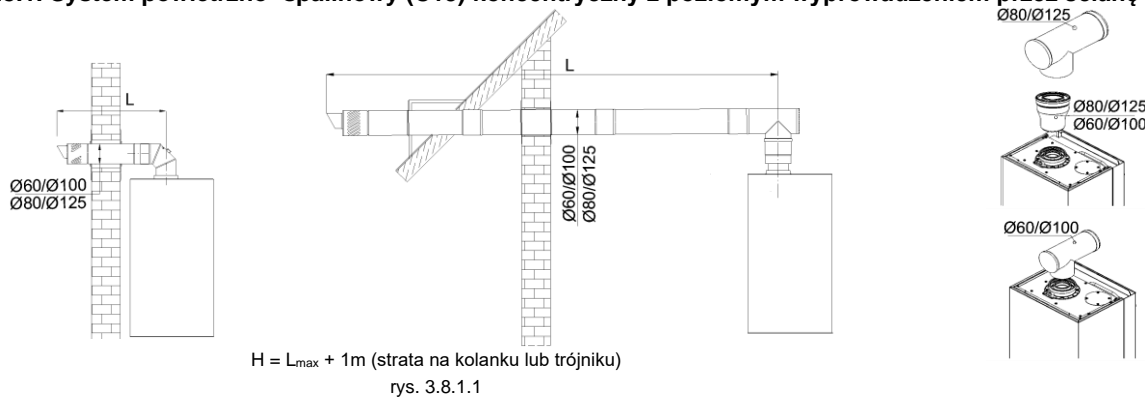 L
Ø60/Ø100
Ø80/Ø125
L
Ø60/Ø100
Ø80/Ø125
Ø80/Ø125
Ø80/Ø125
Ø60/Ø100
Ø60/Ø100
H = Lmax + 1m (strata na kolanku lub trójniku)
rys. 3.8.1.1